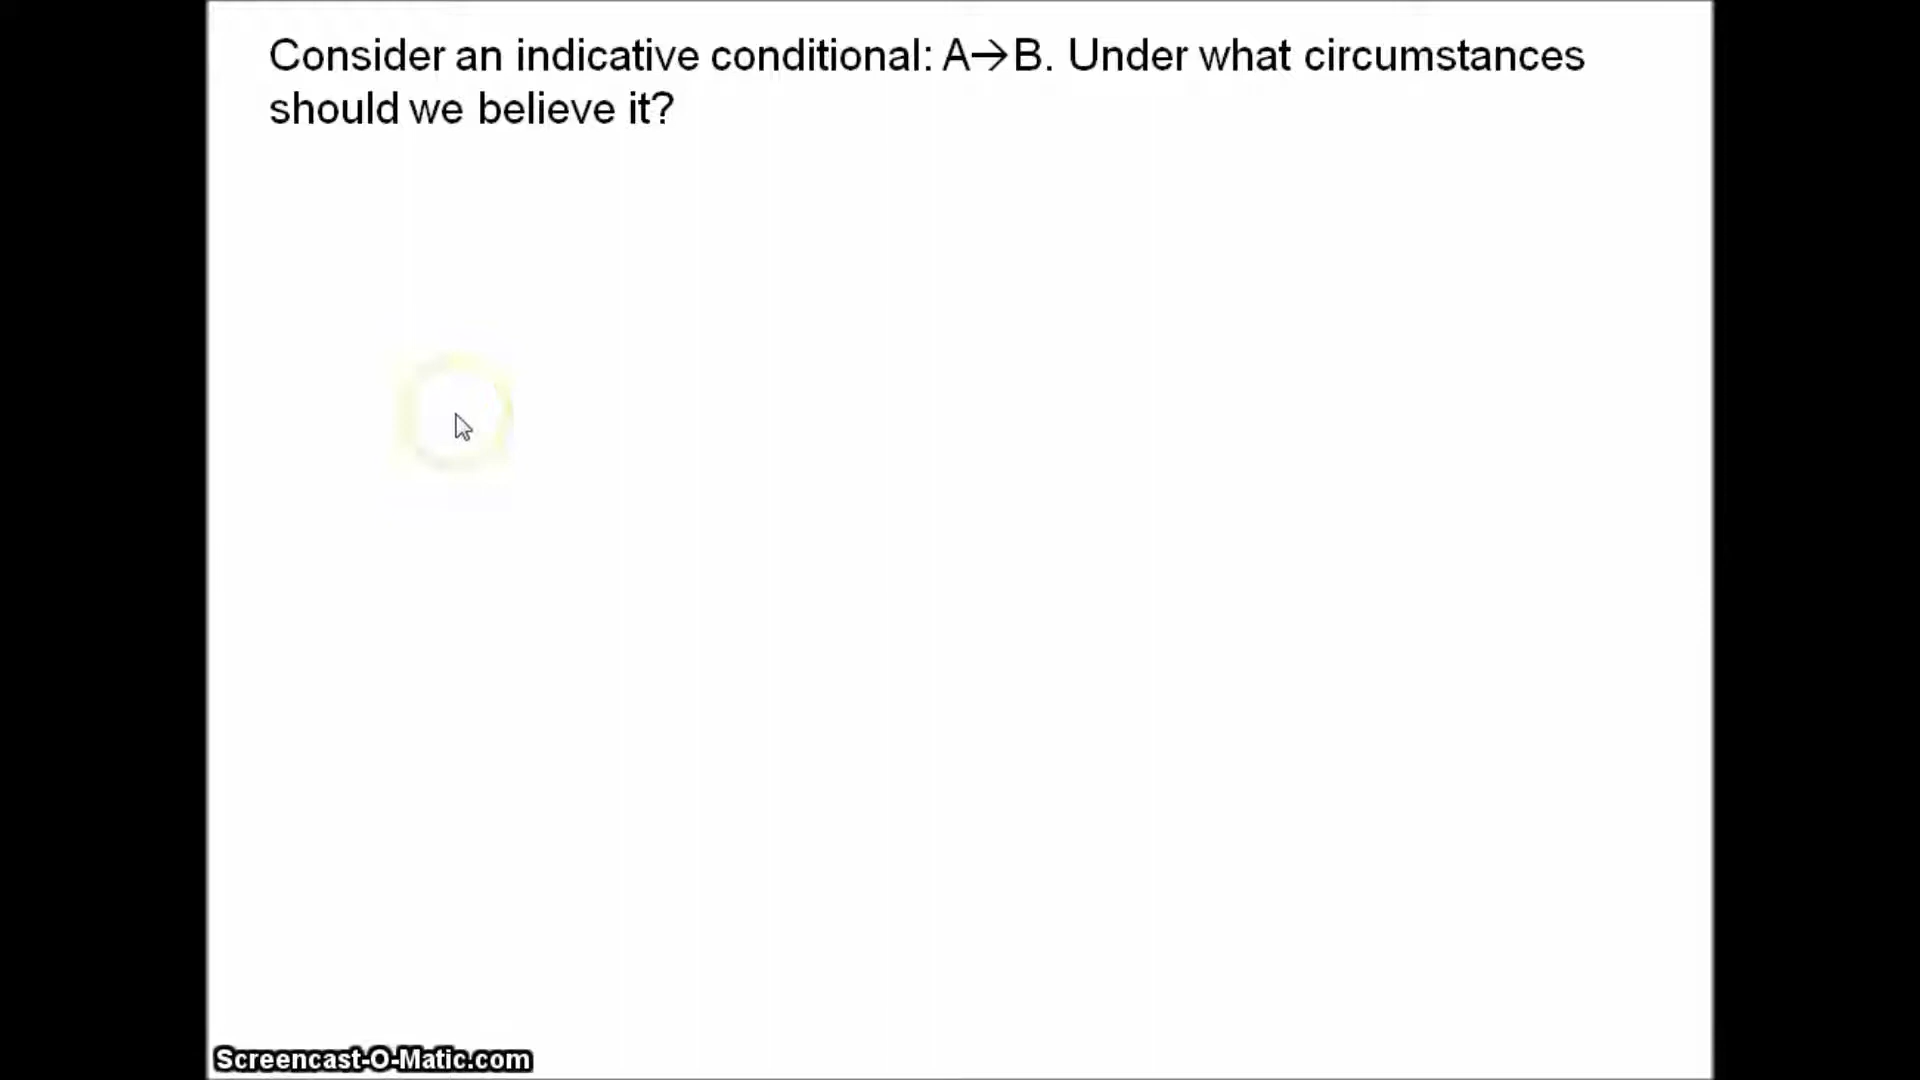 Consider an indicative conditional: A→B. Under what circumstances
should we believe it?
Screencast-O-Matic.com